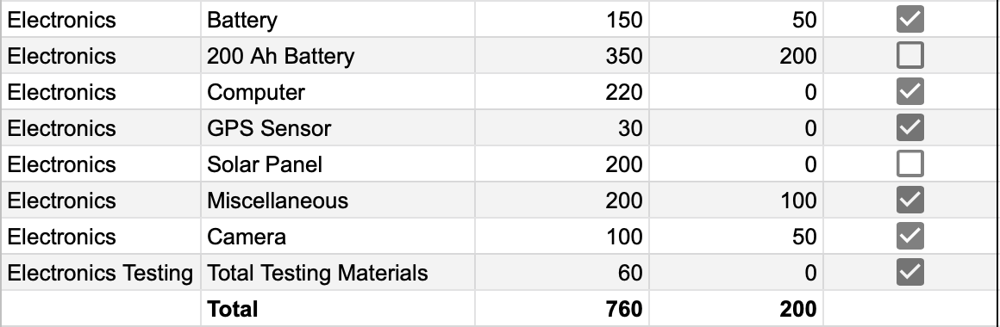 Electronics Battery 150 50
Electronics 200 Ah Battery 350 200
Electronics Computer 220 0
Electronics GPS Sensor 30 0
Electronics Solar Panel 200 0
Electronics Miscellaneous 200 100
Electronics Camera 100 50
Electronics Testing Total Testing Materials 60 0
Total 760 200